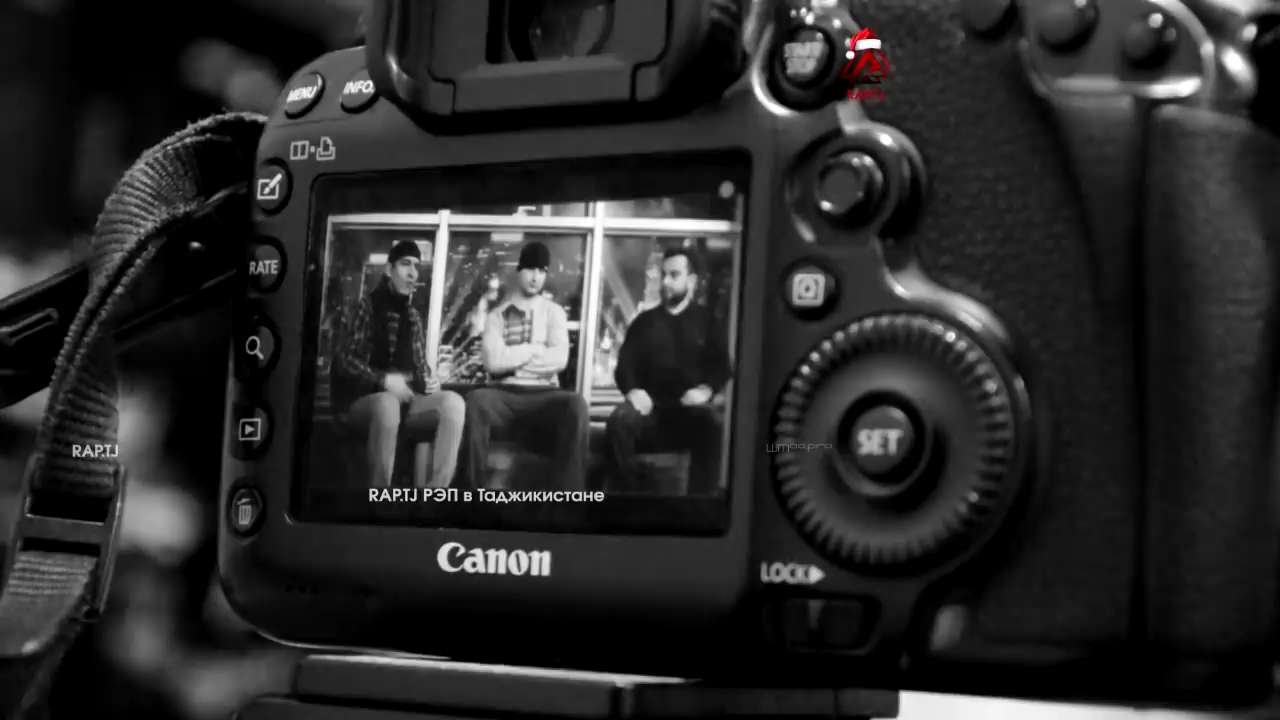 START
STOP
RAP.TJ
MENU
INFO.
RATE
RAP.TJ
SET
RAP.TJ РЭП в Таджикистане
Canon
LOCK